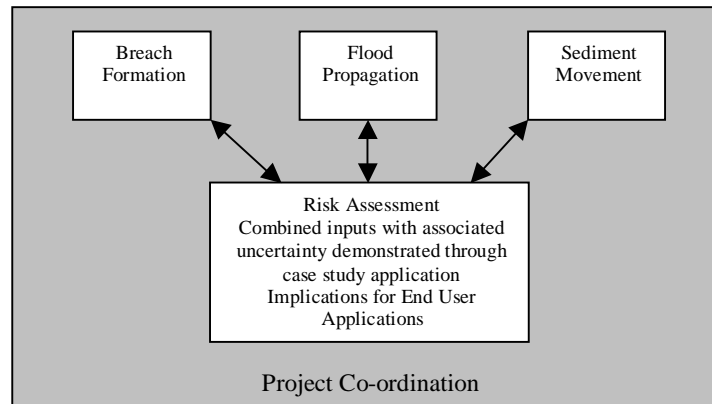 Breach
Formation
Flood
Propagation
Sediment
Movement
Risk Assessment
Combined inputs with associated
uncertainty demonstrated through
case study application
Implications for End User
Applications
Project Co-ordination